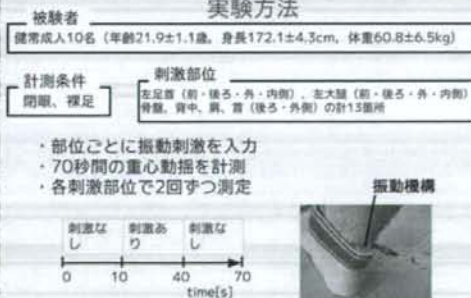 実験方法
被験者
健常成人10名（年齢21.9±1.1歳。身長172.1±4.3cm。体重60.8±6.5kg）
計測条件
閉眼、裸足
刺激部位
左足首（前・後ろ・外・内側）、左大腿（前・後ろ・外・内側）
骨盤、背中、肩、首（後ろ・外側）の計13箇所
・部位ごとに振動刺激を入力
・70秒間の重心動揺を計測
・各刺激部位で2回ずつ測定
振動機構
刺激な
し
刺激あ
り
刺激な
し
0 10 40 70
time[s]